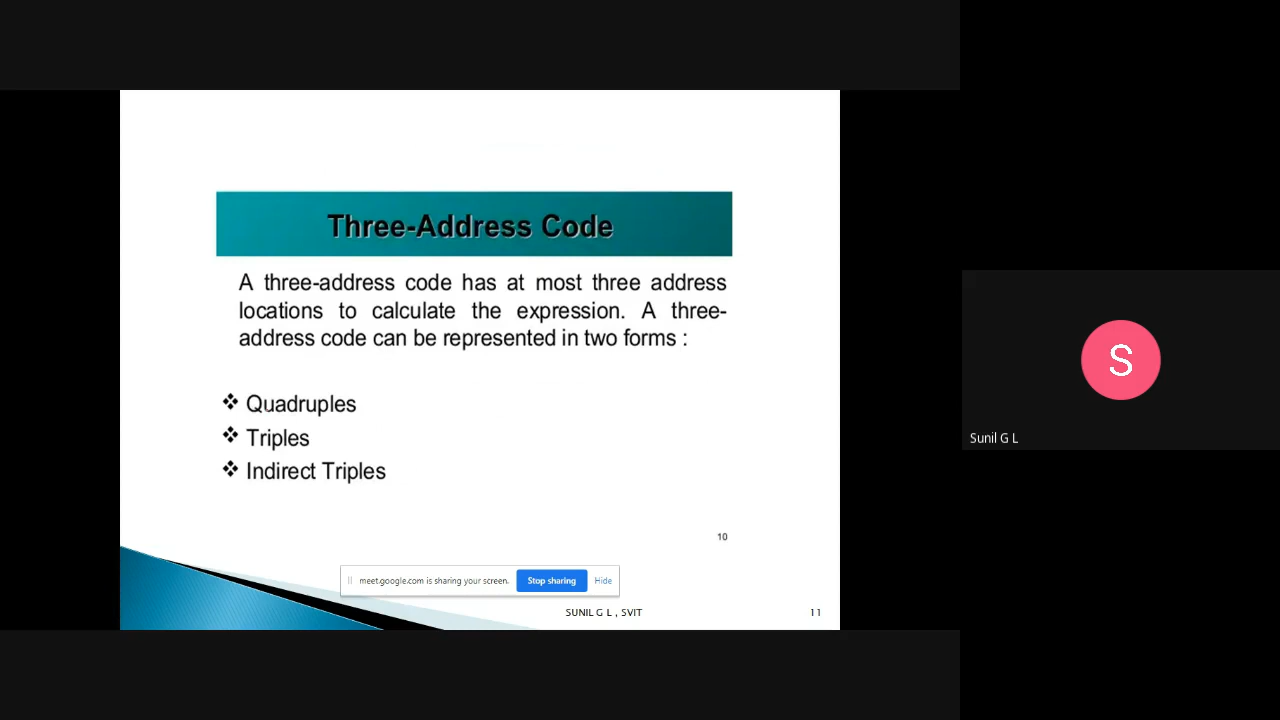 Three-Address Code
A three-address code has at most three address
locations to calculate the expression. A three-
address code can be represented in two forms :
❖ Quadruples
❖ Triples
❖ Indirect Triples
10
meet.google.com is sharing your screen. Stop sharing Hide
SUNIL G L , SVIT 11
S
Sunil G L